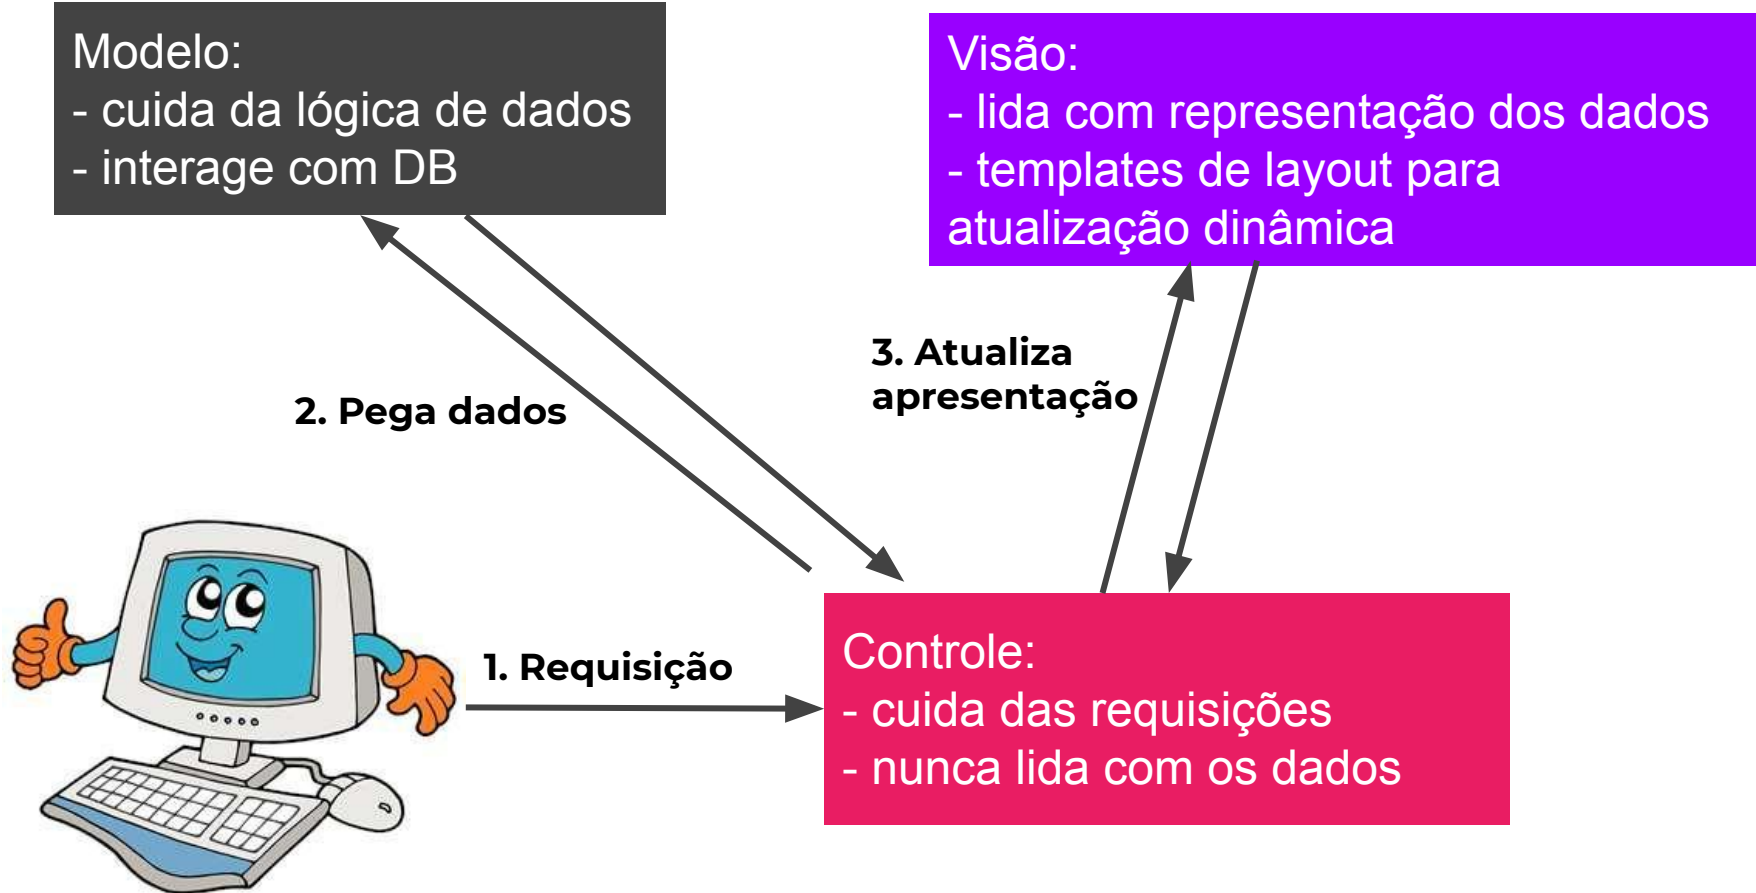 Modelo:
- cuida da lógica de dados
- interage com DB
Visão:
- lida com representação dos dados
- templates de layout para
atualização dinâmica
3. Atualiza
apresentação
2. Pega dados
1. Requisição
Controle:
- cuida das requisições
- nunca lida com os dados